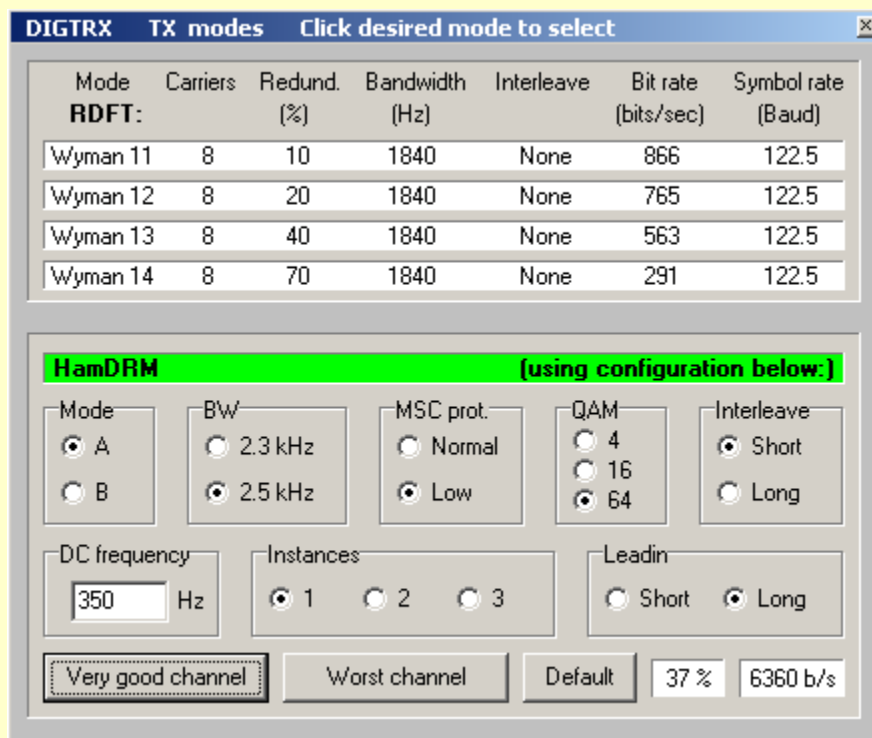 DIGTRX TX modes Click desired mode to select
Mode Carriers Redund. Bandwidth Interleave Bit rate Symbol rate
RDFT: (%) (Hz) (bits/sec) (Baud)
Wyman 11 8 10 1840 None 866 122.5
Wyman 12 8 20 1840 None 765 122.5
Wyman 13 8 40 1840 None 563 122.5
Wyman 14 8 70 1840 None 291 122.5
HamDRM (using configuration below:)
Mode BW MSC prot. QAM Interleave
A 2.3 kHz Normal 4 Short
16
B 2.5 kHz Low 64 Long
DC frequency Instances Leadin
350 Hz 1 2 3 Short Long
Very good channel Worst channel Default 37 % 6360 b/s